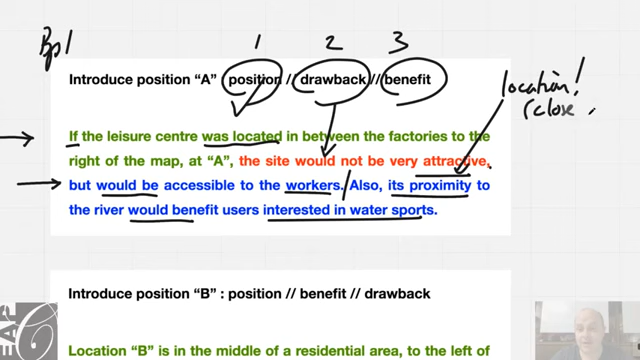 Bp1
1 2 3
Introduce position “A” position // drawback // benefit
location!
(close
If the leisure centre was located in between the factories to the
right of the map, at “A”, the site would not be very attractive,
but would be accessible to the workers. Also, its proximity to
the river would benefit users interested in water sports.
Introduce position “B” : position // benefit // drawback
Location “B” is in the middle of a residential area, to the left of
EAP